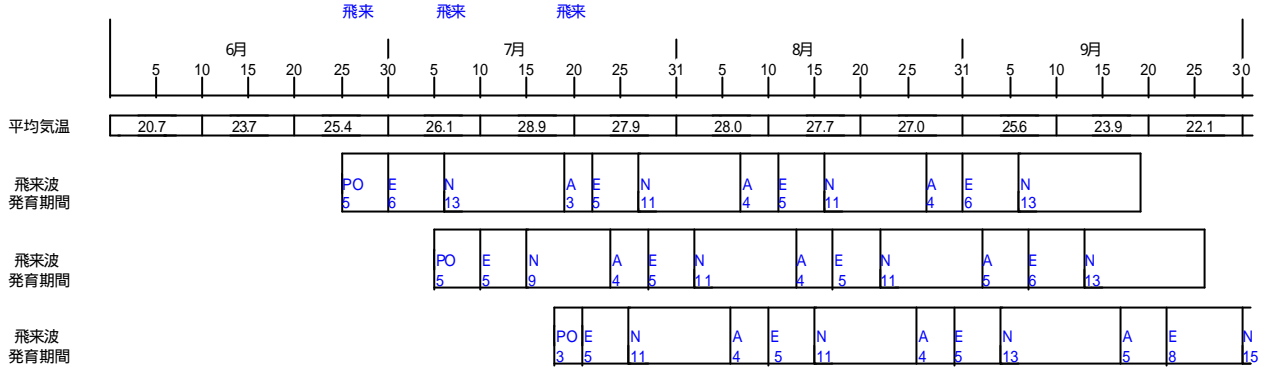 飛来 飛来 飛来
6月 7月 8月 9月
5 10 15 20 25 30 5 10 15 20 25 31 5 10 15 20 25 31 5 10 15 20 25 30
平均気温 20.7 23.7 25.4 26.1 28.9 27.9 28.0 27.7 27.0 25.6 23.9 22.1
飛来波 PO E N A E N A E N A E N
発育期間 5 6 13 3 5 11 4 5 11 4 6 13
飛来波 PO E N A E N A E N A E N
発育期間 5 5 9 4 5 11 4 5 11 5 6 13
飛来波 PO E N A E N A E N A E N
発育期間 3 5 11 4 5 11 4 5 13 5 8 15